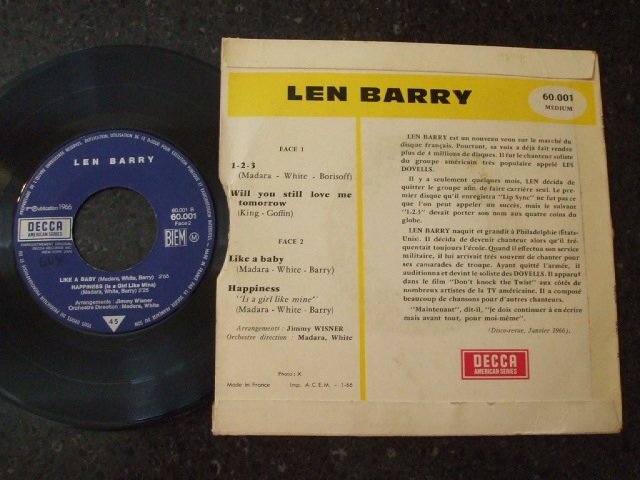 LEN BARRY
Publication 1966
60.001 B
60.001
Face 2
DECCA
AMERICAN SERIES
BIEM
M
LIKE A BABY (Madara, White, Barry) 2'55
HAPPINESS (Is a Girl Like Mine)
(Madara, White, Barry) 2'25
Arrangements : Jimmy Wisner
Orchestre Direction : Madara, White
45
LEN BARRY
60.001
MEDIUM
FACE 1
1-2-3
(Madara - White - Borisoff)
Will you still love me
tomorrow
(King - Goffin)
FACE 2
Like a baby
(Madara - White - Barry)
Happiness
"Is a girl like mine"
(Madara - White - Barry)
Arrangements : Jimmy WISNER
Orchestre direction : Madara, White
Photo : X
Made in France Imp. A.C.E.M. - 1-66
LEN BARRY est un nouveau venu sur le marché du
disque français. Pourtant, sa voix a déjà fait vendre
plus de 4 millions de disques. Il fut le chanteur soliste
du groupe américain très populaire appelé LES
DOVELLS.
Il y a seulement quelques mois, LEN décida de
quitter le groupe afin de faire carrière seul. Le pre-
mier disque qu'il enregistra "Lip Sync" ne fut pas ce
que l'on peut appeler un succès, mais le suivant
"1.2.3" devait porter son nom aux quatre coins du
globe.
LEN BARRY naquit et grandit à Philadelphie (États-
Unis). Il décida de devenir chanteur alors qu'il fré-
quentait toujours l'école. Quand il effectua son service
militaire, il lui arrivait très souvent de chanter pour
ses camarades de troupe. Ayant quitté l'armée, il
auditionna et devint le soliste des DOVELLS. Il apparut
dans le film "Don't knock the Twist" aux côtés de
nombreux artistes de la TV américaine. Il a composé
beaucoup de chansons pour d'autres chanteurs.
"Maintenant", dit-il, "je dois continuer à en écrire
mais avant tout, pour moi-même".
(Disco-revue, Janvier 1966).
DECCA
AMERICAN SERIES